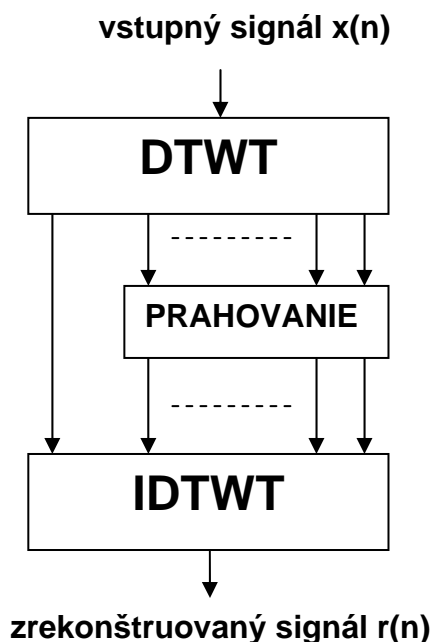 vstupný signál x(n)
DTWT
PRAHOVANIE
IDTWT
zrekonštruovaný signál r(n)